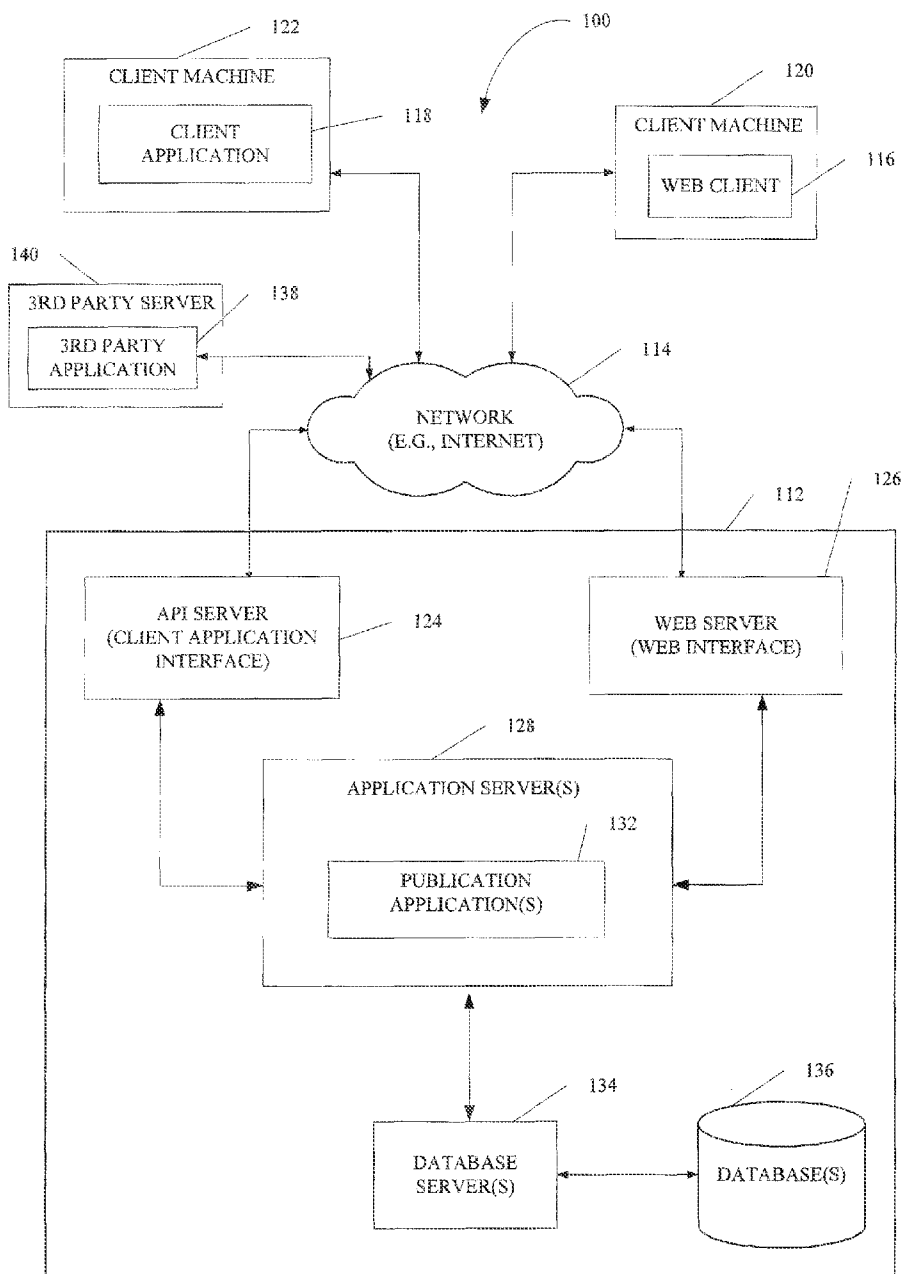 100
122
CLIENT MACHINE
118
CLIENT
APPLICATION
120
CLIENT MACHINE
116
WEB CLIENT
140
3RD PARTY SERVER
138
3RD PARTY
APPLICATION
114
NETWORK
(E.G., INTERNET)
112
126
API SERVER
(CLIENT APPLICATION
INTERFACE)
124
WEB SERVER
(WEB INTERFACE)
128
APPLICATION SERVER(S)
132
PUBLICATION
APPLICATION(S)
134
DATABASE
SERVER(S)
136
DATABASE(S)